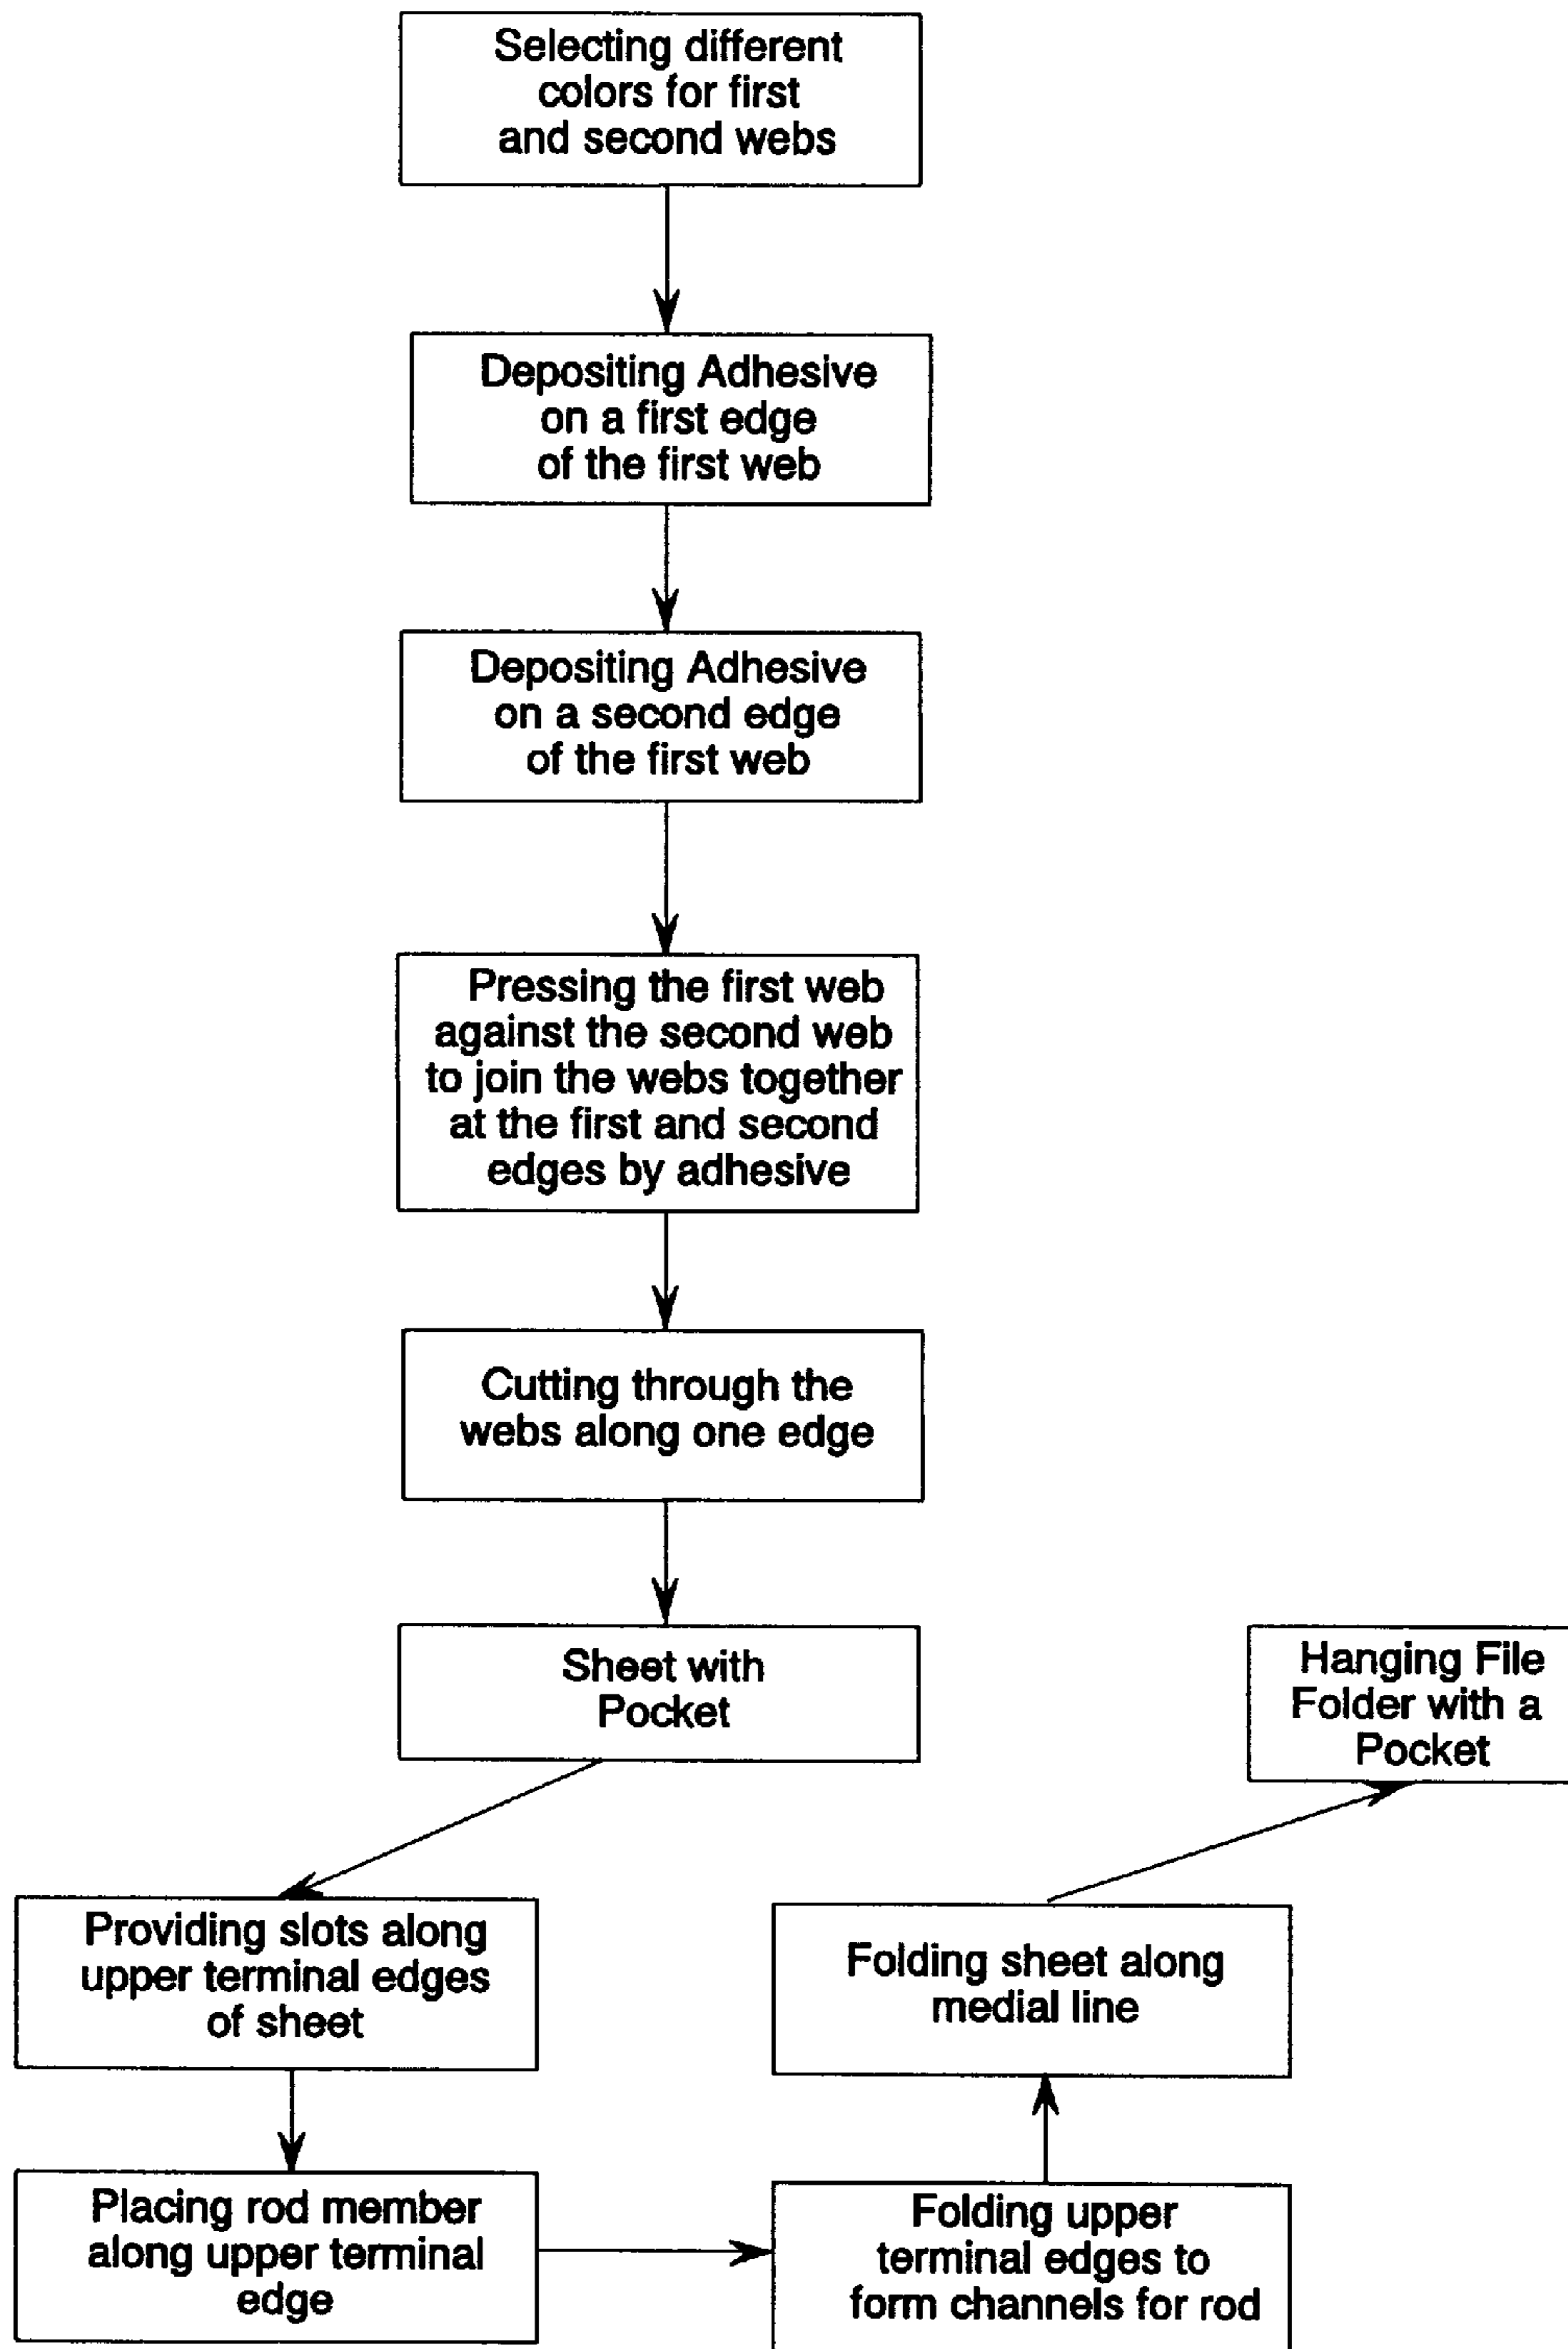 Selecting different
colors for first
and second webs
Depositing Adhesive
on a first edge
of the first web
Depositing Adhesive
on a second edge
of the first web
Pressing the first web
against the second web
to join the webs together
at the first and second
edges by adhesive
Cutting through the
webs along one edge
Sheet with
Pocket
Providing slots along
upper terminal edges
of sheet
Placing rod member
along upper terminal
edge
Folding upper
terminal edges to
form channels for rod
Folding sheet along
medial line
Hanging File
Folder with a
Pocket